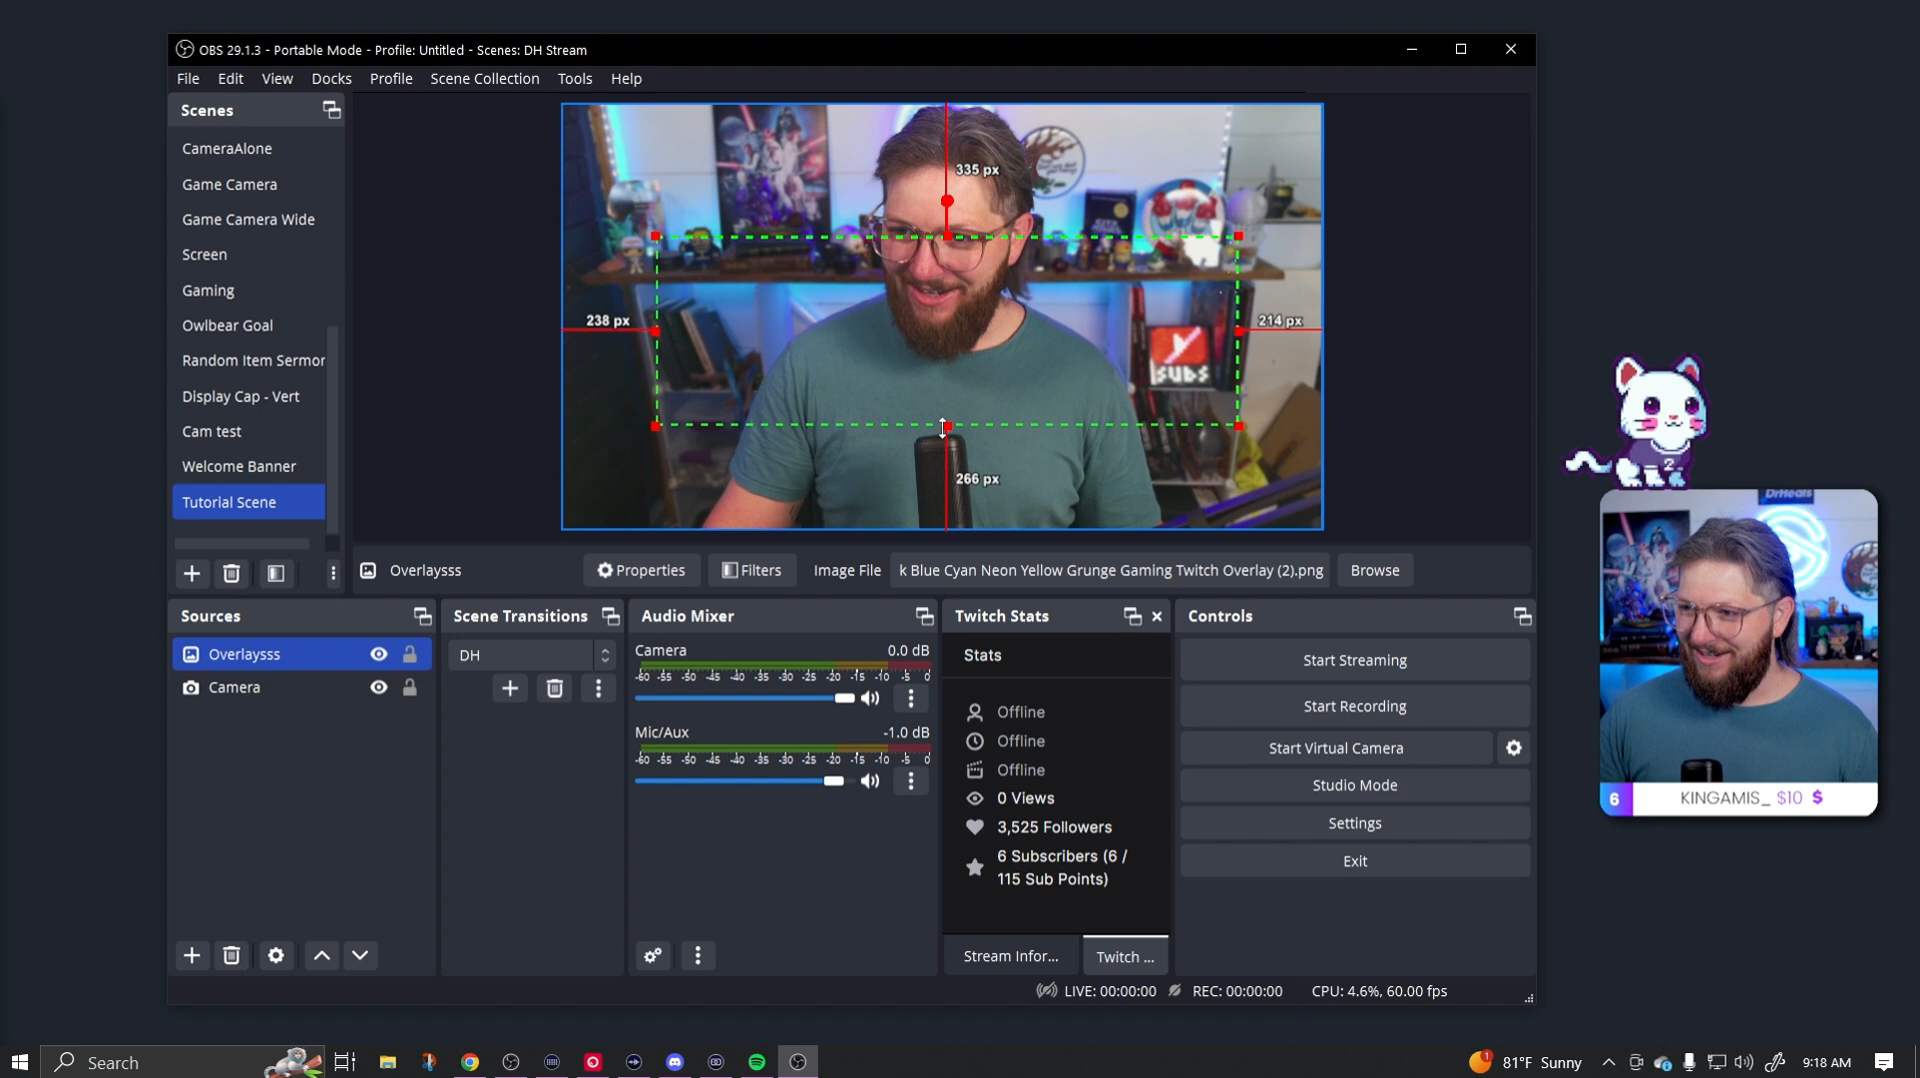 OBS 29.1.3 - Portable Mode - Profile: Untitled - Scenes: DH Stream
File Edit View Docks Profile Scene Collection Tools Help
Scenes
CameraAlone
Game Camera
Game Camera Wide
Screen
Gaming
Owlbear Goal
Random Item Sermor
Display Cap - Vert
Cam test
Welcome Banner
Tutorial Scene
335 px
238 px
214 px
SUBS
266 px
Overlaysss
Properties
Filters
Image File
k Blue Cyan Neon Yellow Grunge Gaming Twitch Overlay (2).png
Browse
Sources
Overlaysss
Camera
Scene Transitions
DH
Audio Mixer
Camera 0.0 dB
-60 -55 -50 -45 -40 -35 -30 -25 -20 -15 -10 -5 0
Mic/Aux -1.0 dB
-60 -55 -50 -45 -40 -35 -30 -25 -20 -15 -10 -5 0
Twitch Stats
Stats
Offline
Offline
Offline
0 Views
3,525 Followers
6 Subscribers (6 /
115 Sub Points)
Stream Infor...
Twitch ...
Controls
Start Streaming
Start Recording
Start Virtual Camera
Studio Mode
Settings
Exit
LIVE: 00:00:00 REC: 00:00:00 CPU: 4.6%, 60.00 fps
2
DrHeals
6 KINGAMIS_ $10 $
Search
1
81°F Sunny
9:18 AM